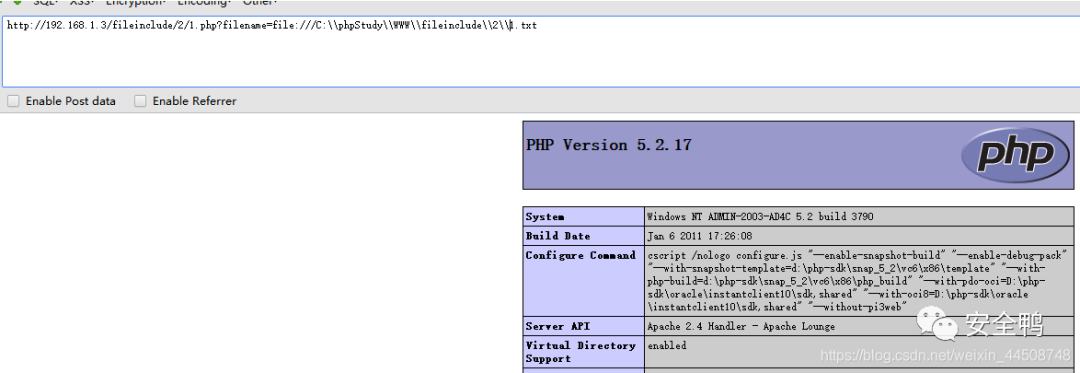 SQL· XSS· Encryption· Encoding· Other·
http://192.168.1.3/fileinclude/2/1.php?filename=file:///C:\\phpStudy\\WWW\\fileinclude\\2\\1.txt
Enable Post data Enable Referrer
PHP Version 5.2.17
php
System Windows NT ADMIN-2003-AD4C 5.2 build 3790
Build Date Jan 6 2011 17:26:08
Configure Command cscript /nologo configure.js "--enable-snapshot-build" "--enable-debug-pack"
"--with-snapshot-template=d:\php-sdk\snap_5_2\vc6\x86\template" "--with-
php-build=d:\php-sdk\snap_5_2\vc6\x86\php_build" "--with-pdo-oci=D:\php-
sdk\oracle\instantclient10\sdk,shared" "--with-oci8=D:\php-sdk\oracle
\instantclient10\sdk,shared" "--without-pi3web"
Server API Apache 2.4 Handler - Apache Lounge
安全鸭
Virtual Directory Support enabled
https://blog.csdn.net/weixin_44508748